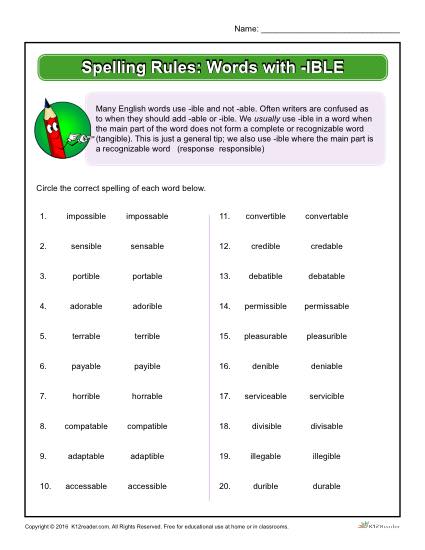 Name: ____________________
Spelling Rules: Words with -IBLE
Many English words use -ible and not -able. Often writers are confused as
to when they should add -able or -ible. We usually use -ible in a word when
the main part of the word does not form a complete or recognizable word
(tangible). This is just a general tip; we also use -ible where the main part is
a recognizable word (response responsible)
Circle the correct spelling of each word below.
1. impossible impossable
2. sensible sensable
3. portible portable
4. adorable adorible
5. terrable terrible
6. payable payible
7. horrible horrable
8. compatable compatible
9. adaptable adaptible
10. accessable accessible
11. convertible convertable
12. credible credable
13. debatible debatable
14. permissible permissable
15. pleasurable pleasurible
16. denible deniable
17. serviceable servicible
18. divisible divisable
19. illegable illegible
20. durible durable
Copyright © 2016 K12reader.com. All Rights Reserved. Free for educational use at home or in classrooms.
K12Reader